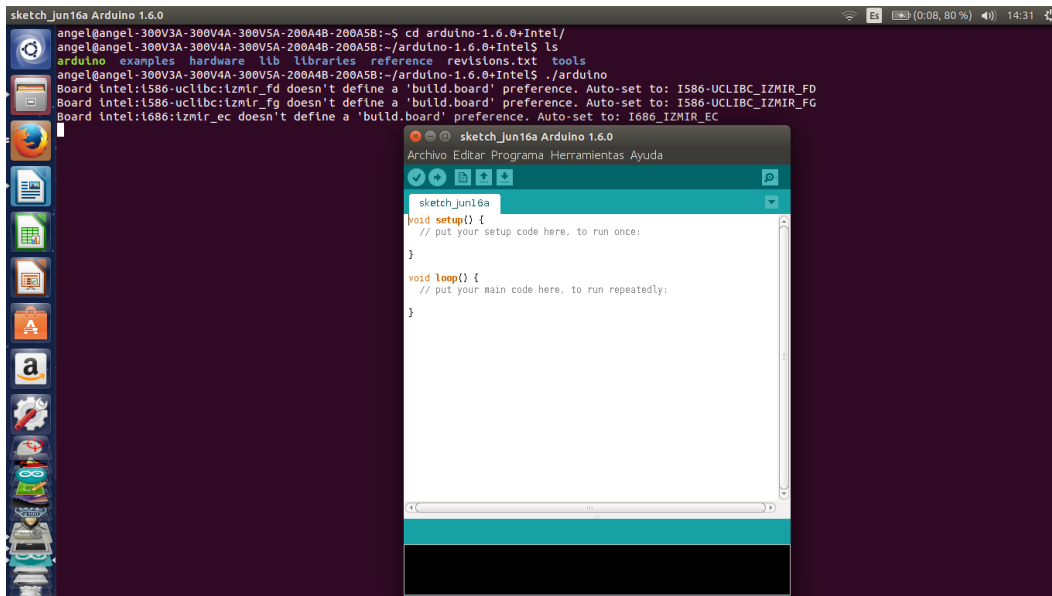 sketch_jun16a Arduino 1.6.0
Es (0:08, 80 %) 14:31
angel@angel-300V3A-300V4A-300V5A-200A4B-200A5B:~$ cd arduino-1.6.0+Intel/
angel@angel-300V3A-300V4A-300V5A-200A4B-200A5B:~/arduino-1.6.0+Intel$ ls
arduino examples hardware lib libraries reference revisions.txt tools
angel@angel-300V3A-300V4A-300V5A-200A4B-200A5B:~/arduino-1.6.0+Intel$ ./arduino
Board intel:i586-uclibc:izmir_fd doesn't define a 'build.board' preference. Auto-set to: I586-UCLIBC_IZMIR_FD
Board intel:i586-uclibc:izmir_fg doesn't define a 'build.board' preference. Auto-set to: I586-UCLIBC_IZMIR_FG
Board intel:i686:izmir_ec doesn't define a 'build.board' preference. Auto-set to: I686_IZMIR_EC
sketch_jun16a Arduino 1.6.0
Archivo Editar Programa Herramientas Ayuda
sketch_jun16a
void setup() {
// put your setup code here, to run once:
}
void loop() {
// put your main code here, to run repeatedly:
}
A
a